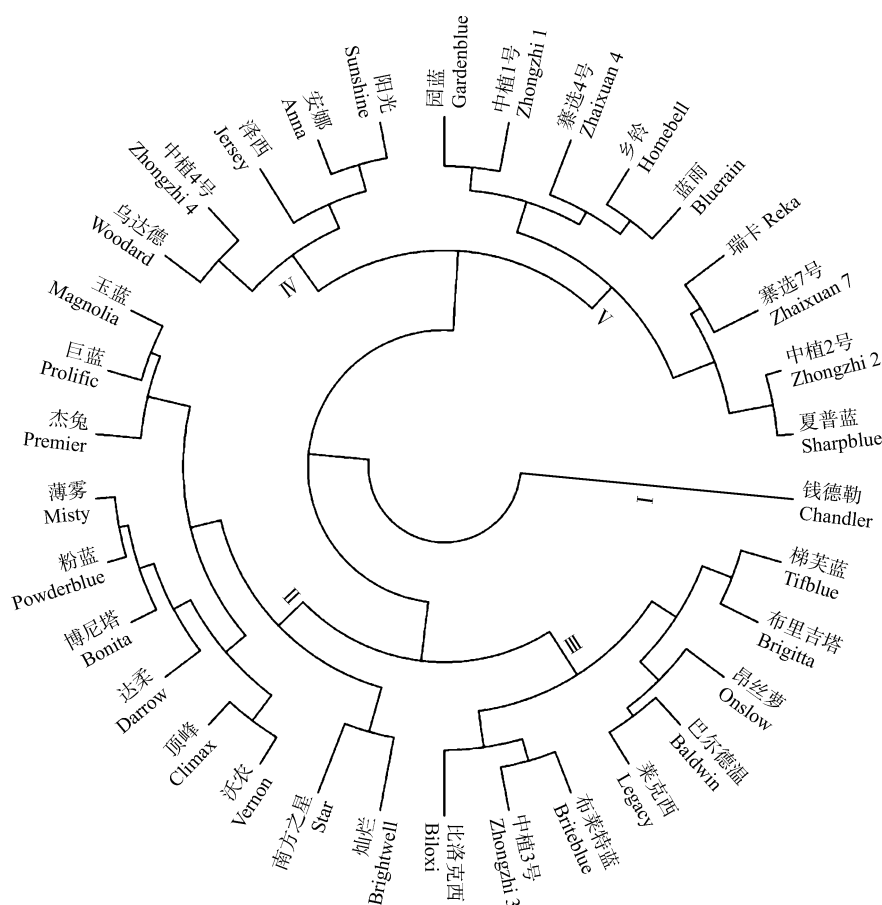 园蓝
Gardenblue
中植1号
Zhongzhi 1
寨选4号
Zhaixuan 4
乡铃
Homebell
蓝雨
Bluerain
瑞卡 Reka
寨选7号
Zhaixuan 7
中植2号
Zhongzhi 2
夏普蓝
Sharpblue
钱德勒
Chandler
梯芙蓝
Tifblue
布里吉塔
Brigitta
昂丝萝
Onslow
巴尔德温
Baldwin
莱克西
Legacy
布莱特蓝
Briteblue
中植3号
Zhongzhi 3
比洛克西
Biloxi
灿烂
Brightwell
南方之星
Star
沃农
Vernon
顶峰
Climax
达柔
Darrow
博尼塔
Bonita
粉蓝
Powderblue
薄雾
Misty
杰兔
Premier
巨蓝
Prolific
玉蓝
Magnolia
乌达德
Woodard
中植4号
Zhongzhi 4
泽西
Jersey
安娜
Anna
阳光
Sunshine
I
II
III
IV
V